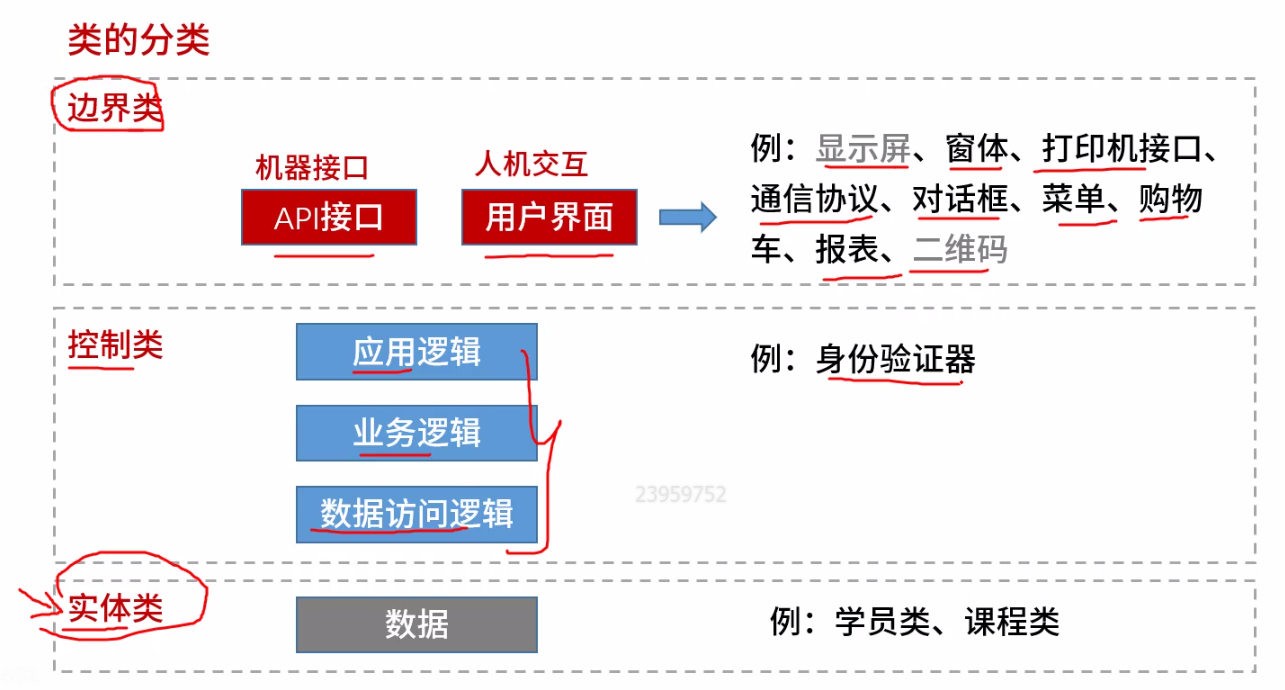 类的分类
边界类
机器接口
API接口
人机交互
用户界面
例：显示屏、窗体、打印机接口、
通信协议、对话框、菜单、购物
车、报表、二维码
控制类
应用逻辑
业务逻辑
数据访问逻辑
例：身份验证器
23959752
实体类
数据
例：学员类、课程类